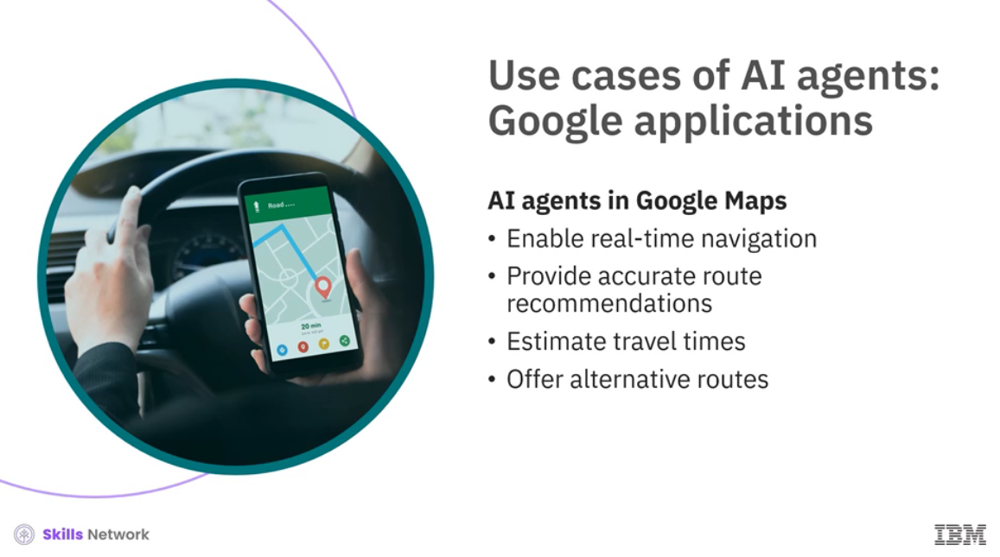 Use cases of AI agents:
Google applications
AI agents in Google Maps
• Enable real-time navigation
• Provide accurate route
recommendations
• Estimate travel times
• Offer alternative routes
Road ....
20 min
Skills Network
IBM